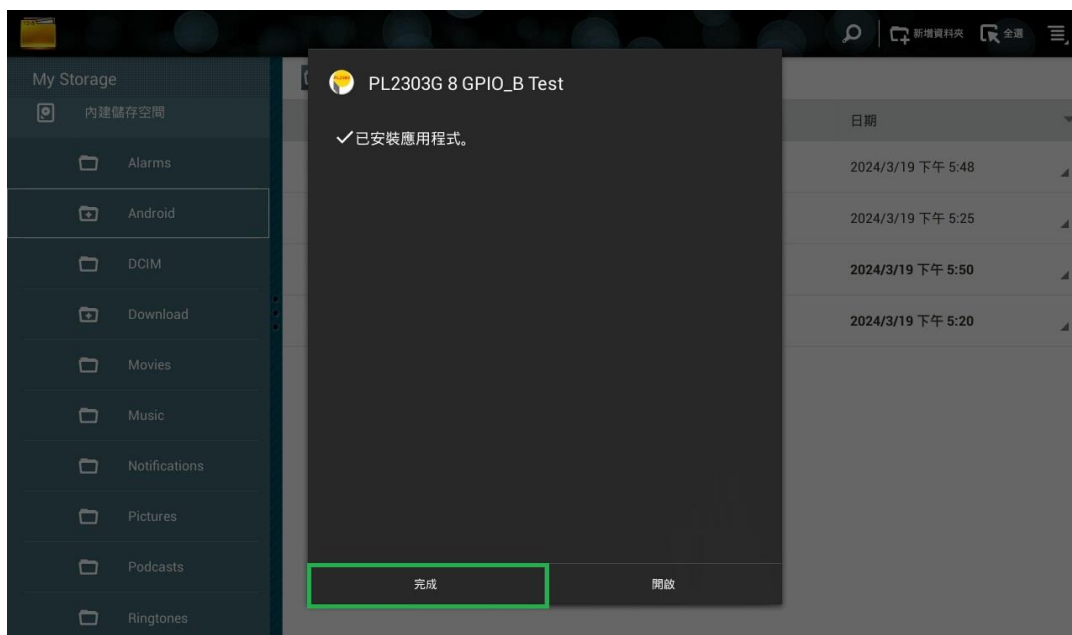 新增資料夾
全選
My Storage
內建儲存空間
Alarms
Android
DCIM
Download
Movies
Music
Notifications
Pictures
Podcasts
Ringtones
PL2303G 8 GPIO_B Test
已安裝應用程式。
完成
開啟
日期
2024/3/19 下午 5:48
2024/3/19 下午 5:25
2024/3/19 下午 5:50
2024/3/19 下午 5:20